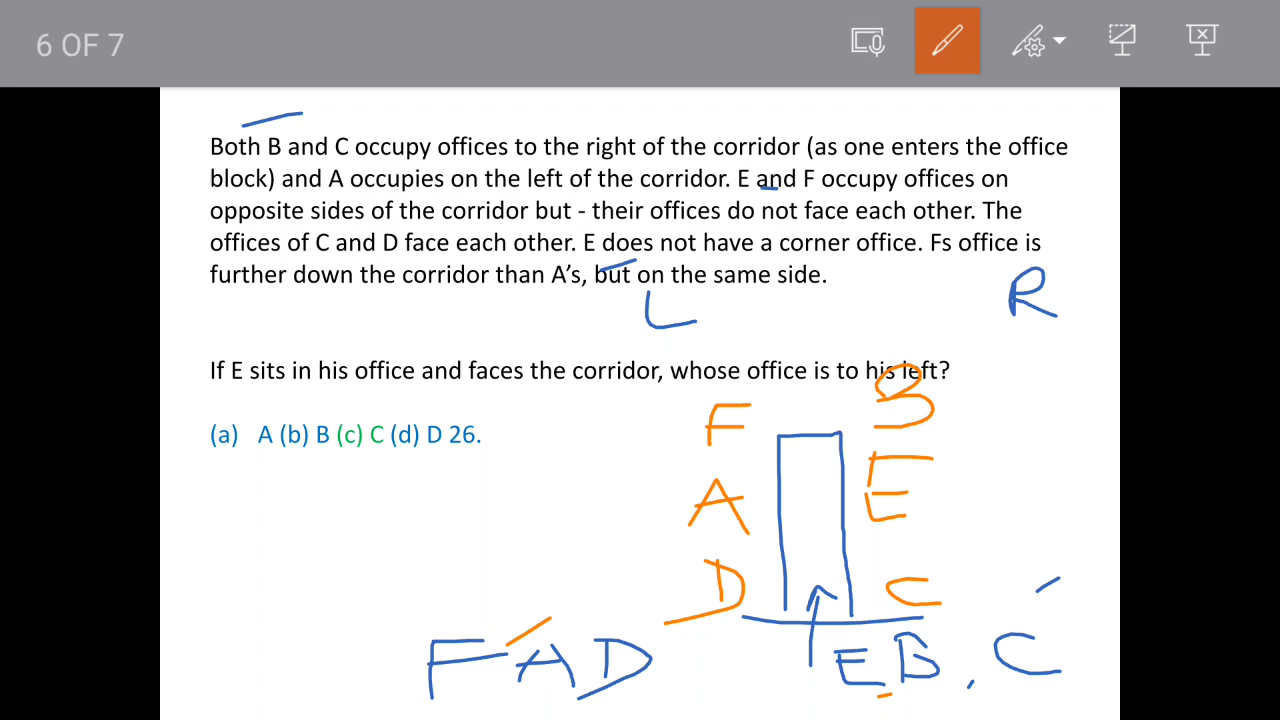 6 OF 7
Both B and C occupy offices to the right of the corridor (as one enters the office
block) and A occupies on the left of the corridor. E and F occupy offices on
opposite sides of the corridor but - their offices do not face each other. The
offices of C and D face each other. E does not have a corner office. Fs office is
further down the corridor than A’s, but on the same side.
L R
If E sits in his office and faces the corridor, whose office is to his left?
(a) A (b) B (c) C (d) D 26.
F B
A E
D C
F A D E B , C